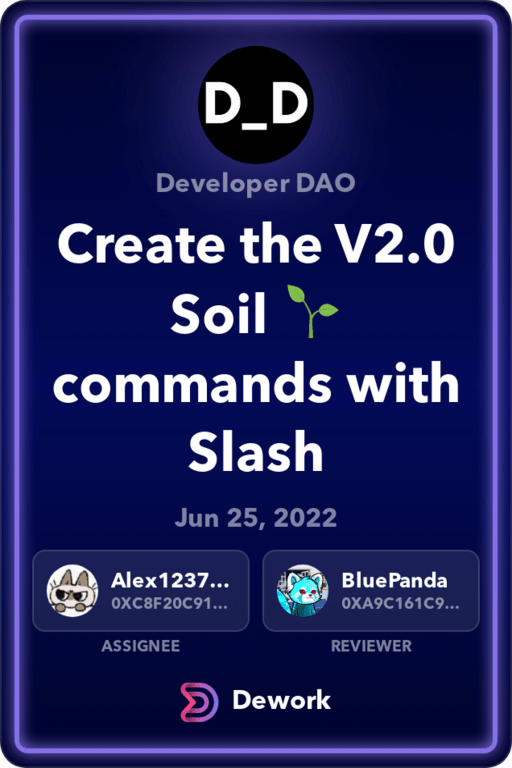 D_D
Developer DAO
Create the V2.0
Soil 🌱
commands with
Slash
Jun 25, 2022
Alex1237...
0XC8F20C91...
ASSIGNEE
BluePanda
0XA9C161C9...
REVIEWER
Dework